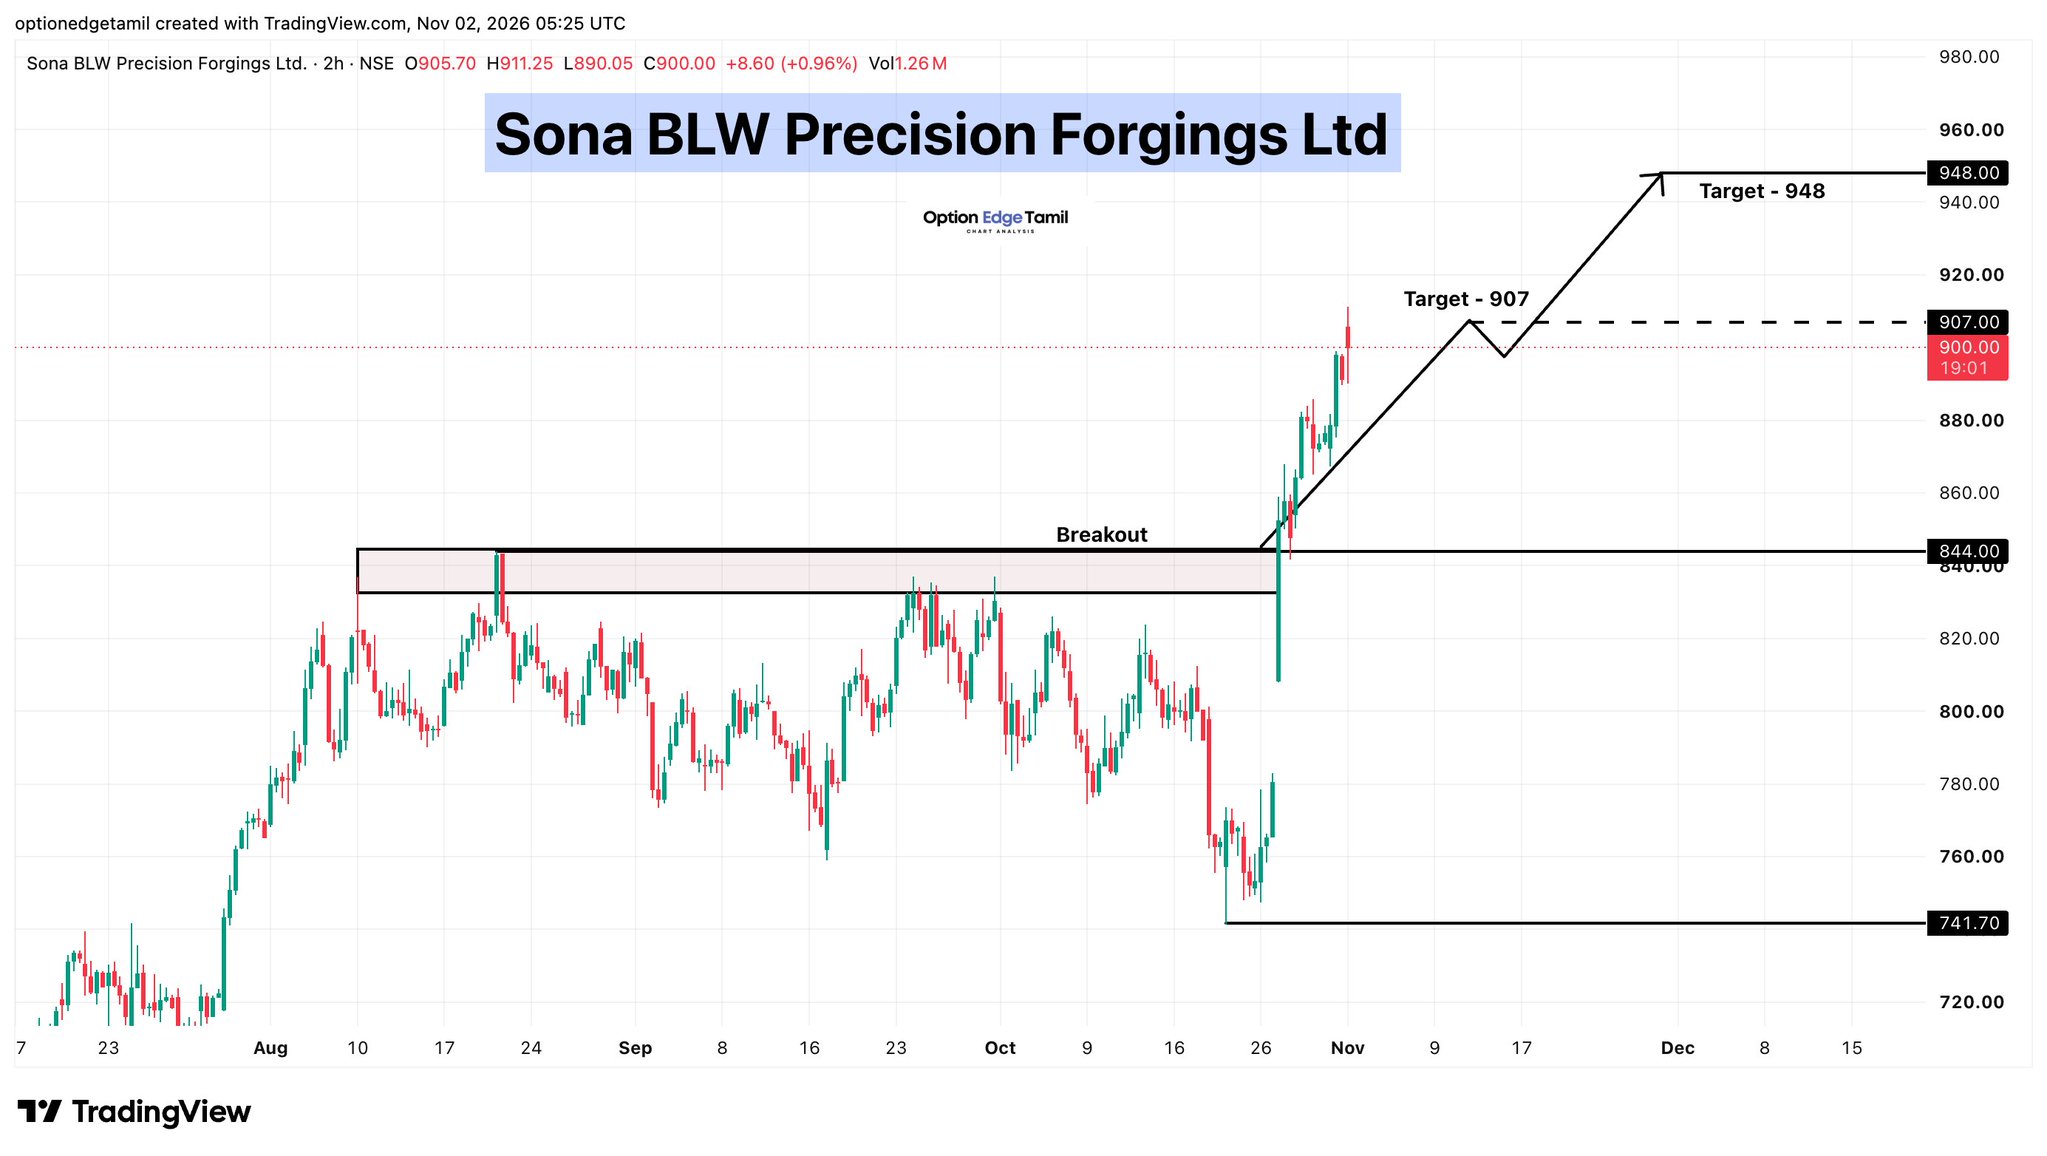 optionedgetamil created with TradingView.com, Nov 02, 2026 05:25 UTC
Sona BLW Precision Forgings Ltd. · 2h · NSE O905.70 H911.25 L890.05 C900.00 +8.60 (+0.96%) Vol1.26 M
Sona BLW Precision Forgings Ltd
Option Edge Tamil
CHART ANALYSIS
Target - 948
Target - 907
Breakout
980.00
960.00
948.00
940.00
920.00
907.00
900.00
19:01
880.00
860.00
844.00
840.00
820.00
800.00
780.00
760.00
741.70
720.00
7 23 Aug 10 17 24 Sep 8 16 23 Oct 9 16 26 Nov 9 17 Dec 8 15
TradingView